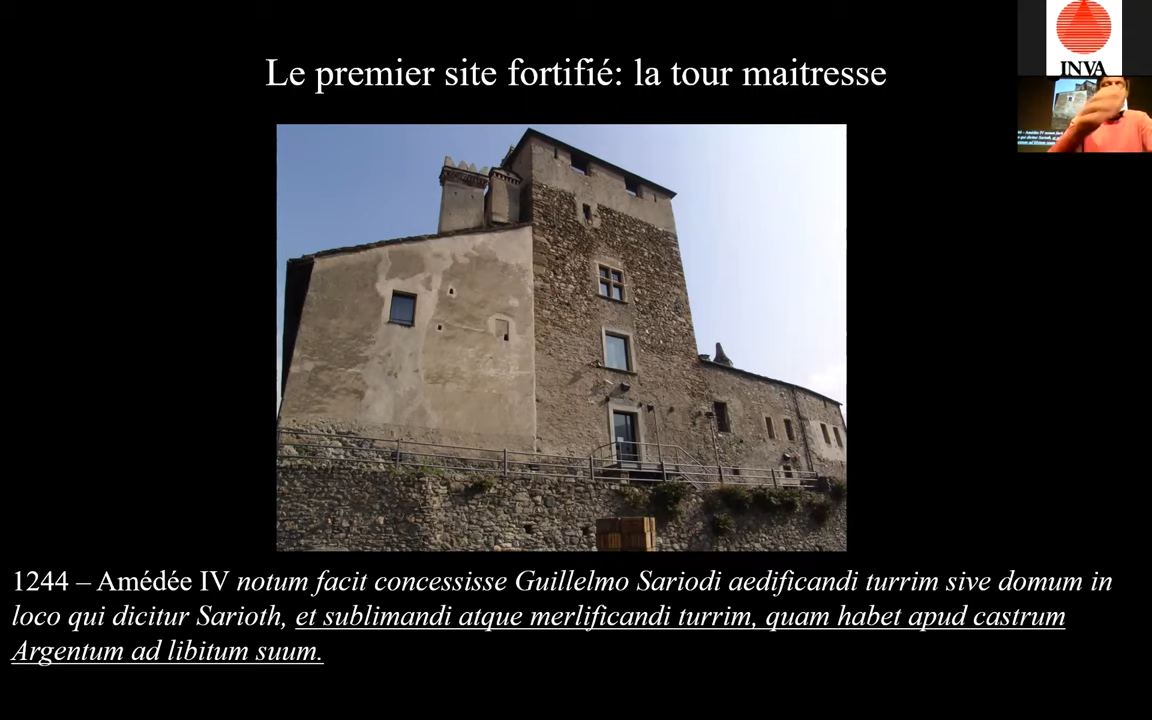 Le premier site fortifié: la tour maitresse
INVA
1244 – Amédée IV notum facit concessisse Guillelmo Sariodi aedificandi turrim sive domum in
loco qui dicitur Sarioth, et sublimandi atque merlificandi turrim, quam habet apud castrum
Argentum ad libitum suum.